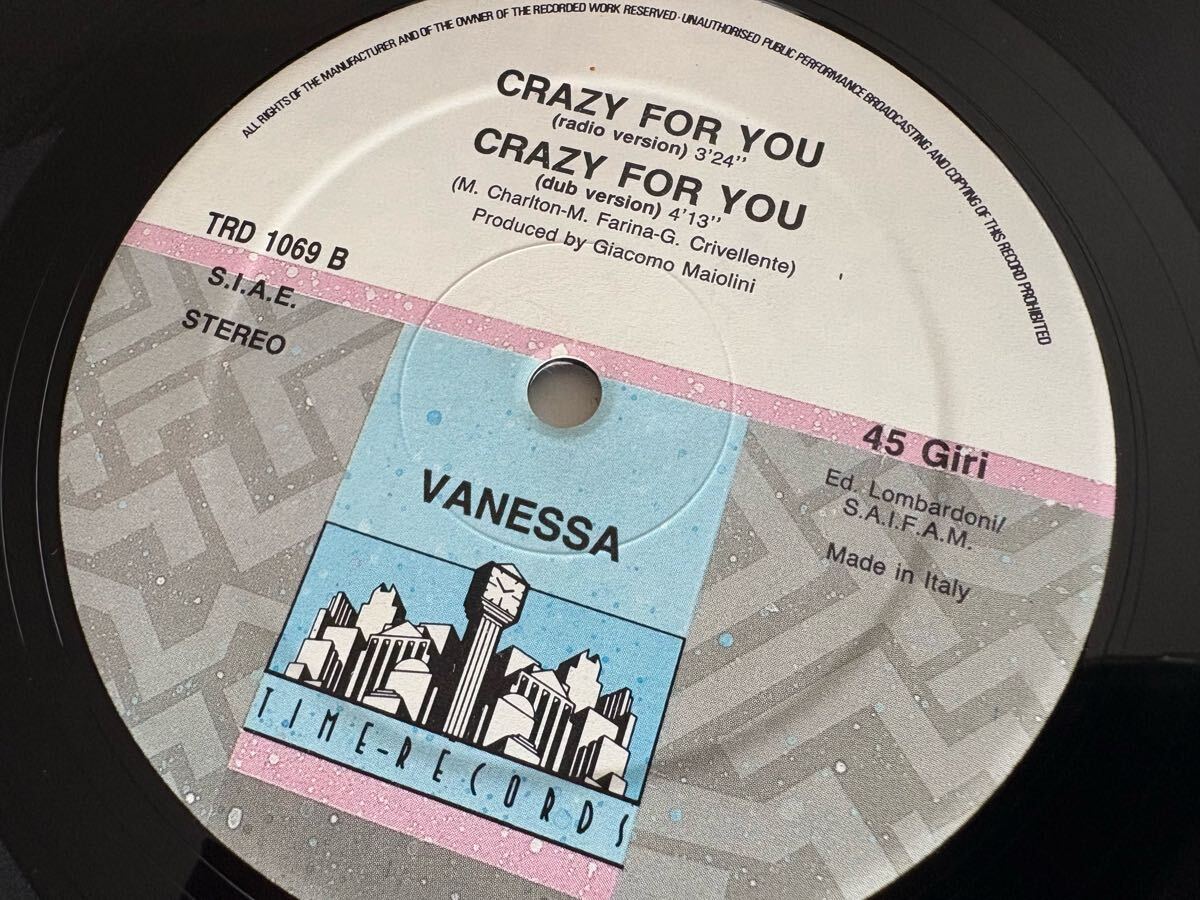 ALL RIGHTS OF THE MANUFACTURER AND OF THE OWNER OF THE RECORDED WORK RESERVED · UNAUTHORISED PUBLIC PERFORMANCE BROADCASTING AND COPYING OF THIS RECORD PROHIBITED
CRAZY FOR YOU
(radio version) 3'24''
CRAZY FOR YOU
(dub version) 4'13''
(M. Charlton-M. Farina-G. Crivellente)
Produced by Giacomo Maiolini
TRD 1069 B
S.I.A.E.
STEREO
45 Giri
Ed. Lombardoni/
S.A.I.F.A.M.
Made in Italy
VANESSA
TIME-RECORDS